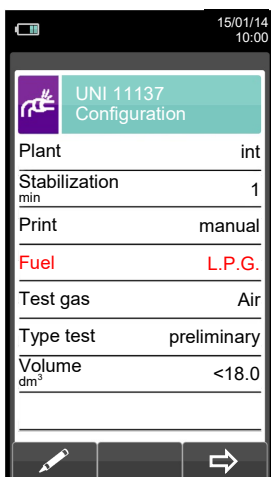 15/01/14
10:00
UNI 11137
Configuration
Plant int
Stabilization
min 1
Print manual
Fuel L.P.G.
Test gas Air
Type test preliminary
Volume
dm³ <18.0